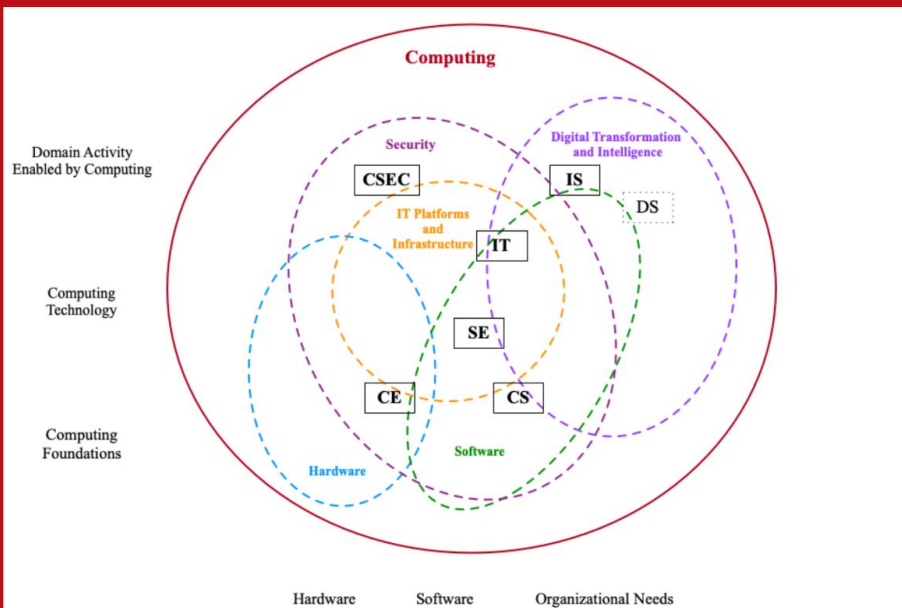 Computing
Domain Activity
Enabled by Computing
Security
Digital Transformation
and Intelligence
CSEC
IS
DS
IT Platforms
and
Infrastructure
IT
Computing
Technology
SE
CE
CS
Computing
Foundations
Software
Hardware
Hardware
Software
Organizational Needs